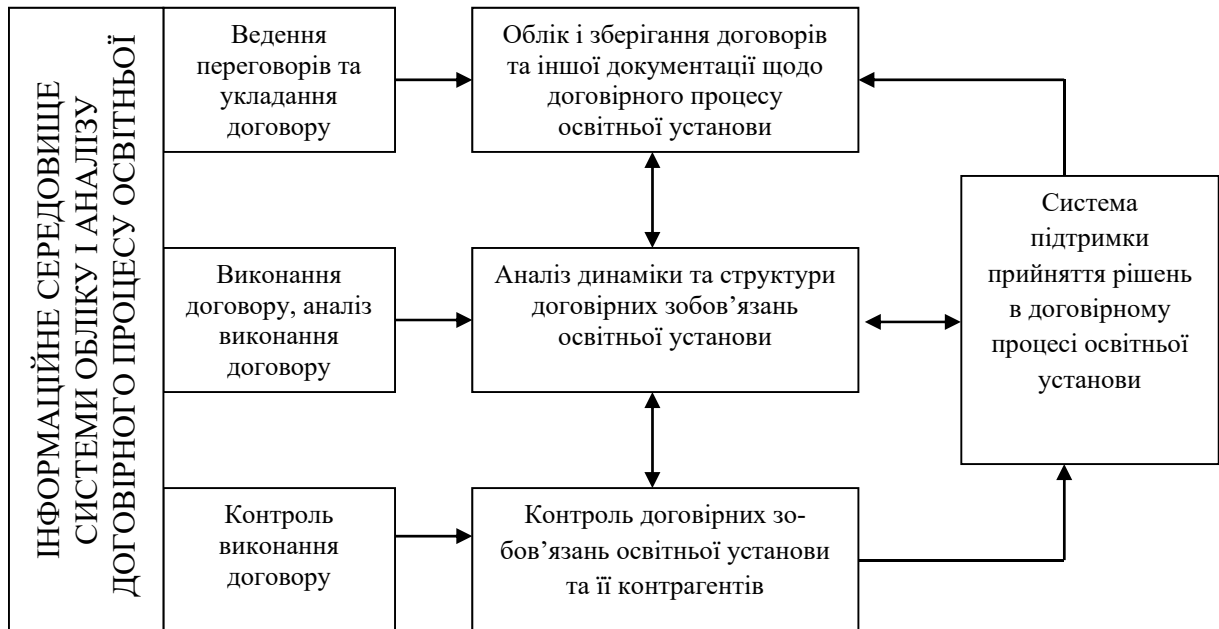 ІНФОРМАЦІЙНЕ СЕРЕДОВИЩЕ
СИСТЕМИ ОБЛІКУ І АНАЛІЗУ
ДОГОВІРНОГО ПРОЦЕСУ ОСВІТНЬОЇ
Ведення
переговорів та
укладання
договору
Облік і зберігання договорів
та іншої документації щодо
договірного процесу
освітньої установи
Виконання
договору, аналіз
виконання
договору
Аналіз динаміки та структури
договірних зобов’язань
освітньої установи
Система
підтримки
прийняття рішень
в договірному
процесі освітньої
установи
Контроль
виконання
договору
Контроль договірних зо-
бов’язань освітньої установи
та її контрагентів